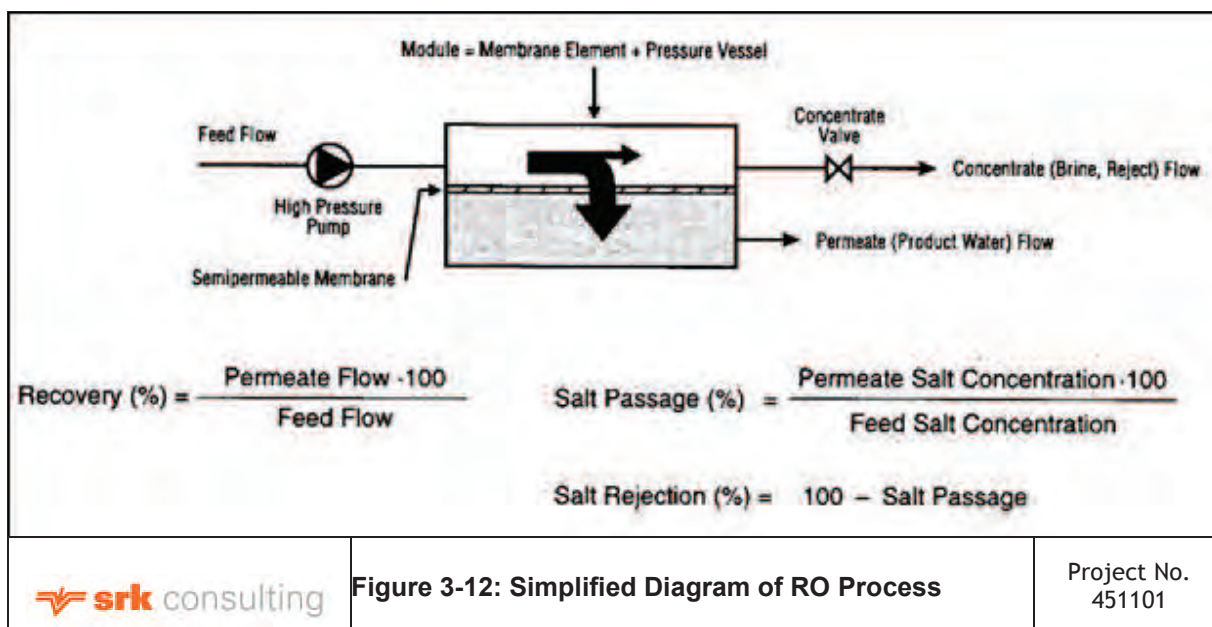 Module = Membrane Element + Pressure Vessel
Feed Flow
High Pressure
Pump
Semipermeable Membrane
Concentrate
Valve
Concentrate (Brine, Reject) Flow
Permeate (Product Water) Flow
Recovery (%) = Permeate Flow ·100
Feed Flow
Salt Passage (%) = Permeate Salt Concentration ·100
Feed Salt Concentration
Salt Rejection (%) = 100 – Salt Passage
srk consulting
Figure 3-12: Simplified Diagram of RO Process
Project No.
451101